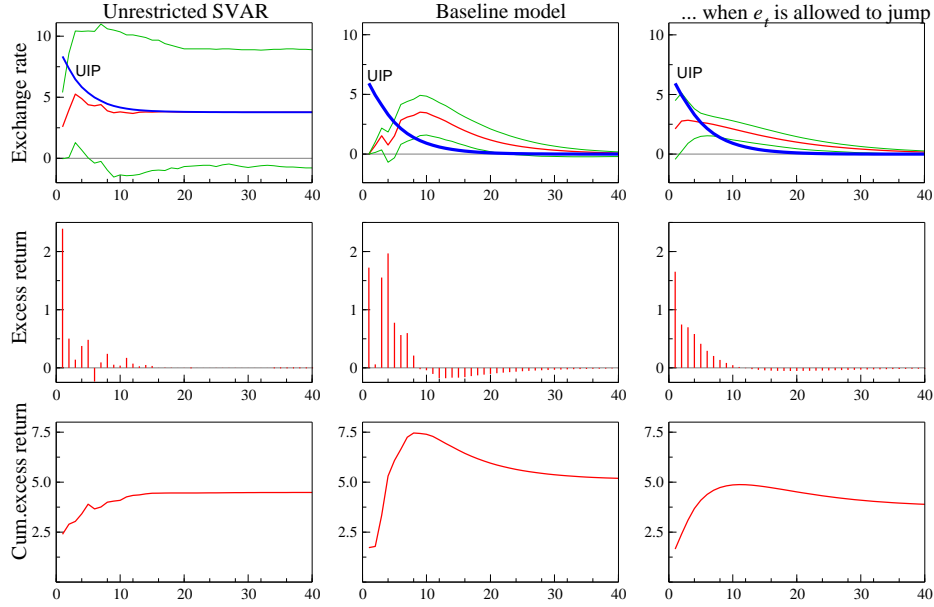 Unrestricted SVAR
Baseline model
... when e_t is allowed to jump
Exchange rate
10
5
0
UIP
0 10 20 30 40
10
5
0
UIP
0 10 20 30 40
10
5
0
UIP
0 10 20 30 40
Excess return
2
1
0
0 10 20 30 40
2
1
0
0 10 20 30 40
2
1
0
0 10 20 30 40
Cum.excess return
7.5
5.0
2.5
0 10 20 30 40
7.5
5.0
2.5
0 10 20 30 40
7.5
5.0
2.5
0 10 20 30 40